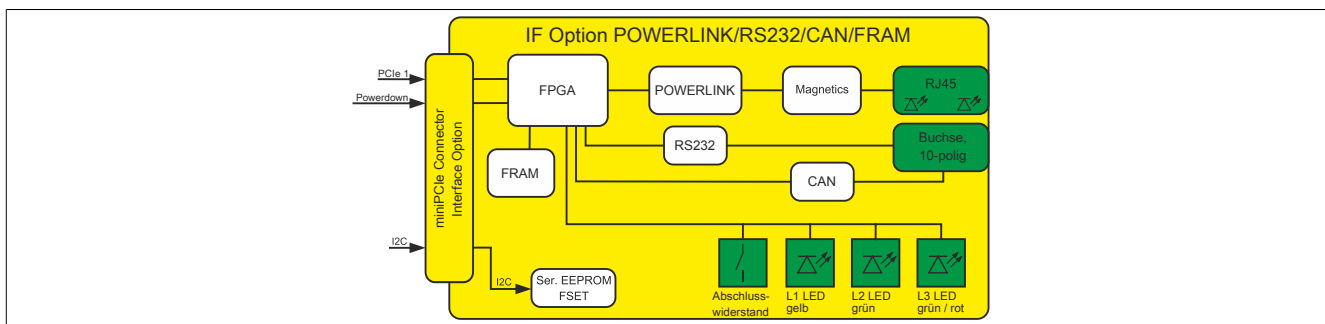 IF Option POWERLINK/RS232/CAN/FRAM
PCIe 1
Powerdown
I2C
miniPCIe Connector
Interface Option
FPGA
POWERLINK
Magnetics
RJ45
RS232
Buchse,
10-polig
FRAM
CAN
I2C
Ser. EEPROM
FSET
Abschluss-
widerstand
L1 LED
gelb
L2 LED
grün
L3 LED
grün / rot